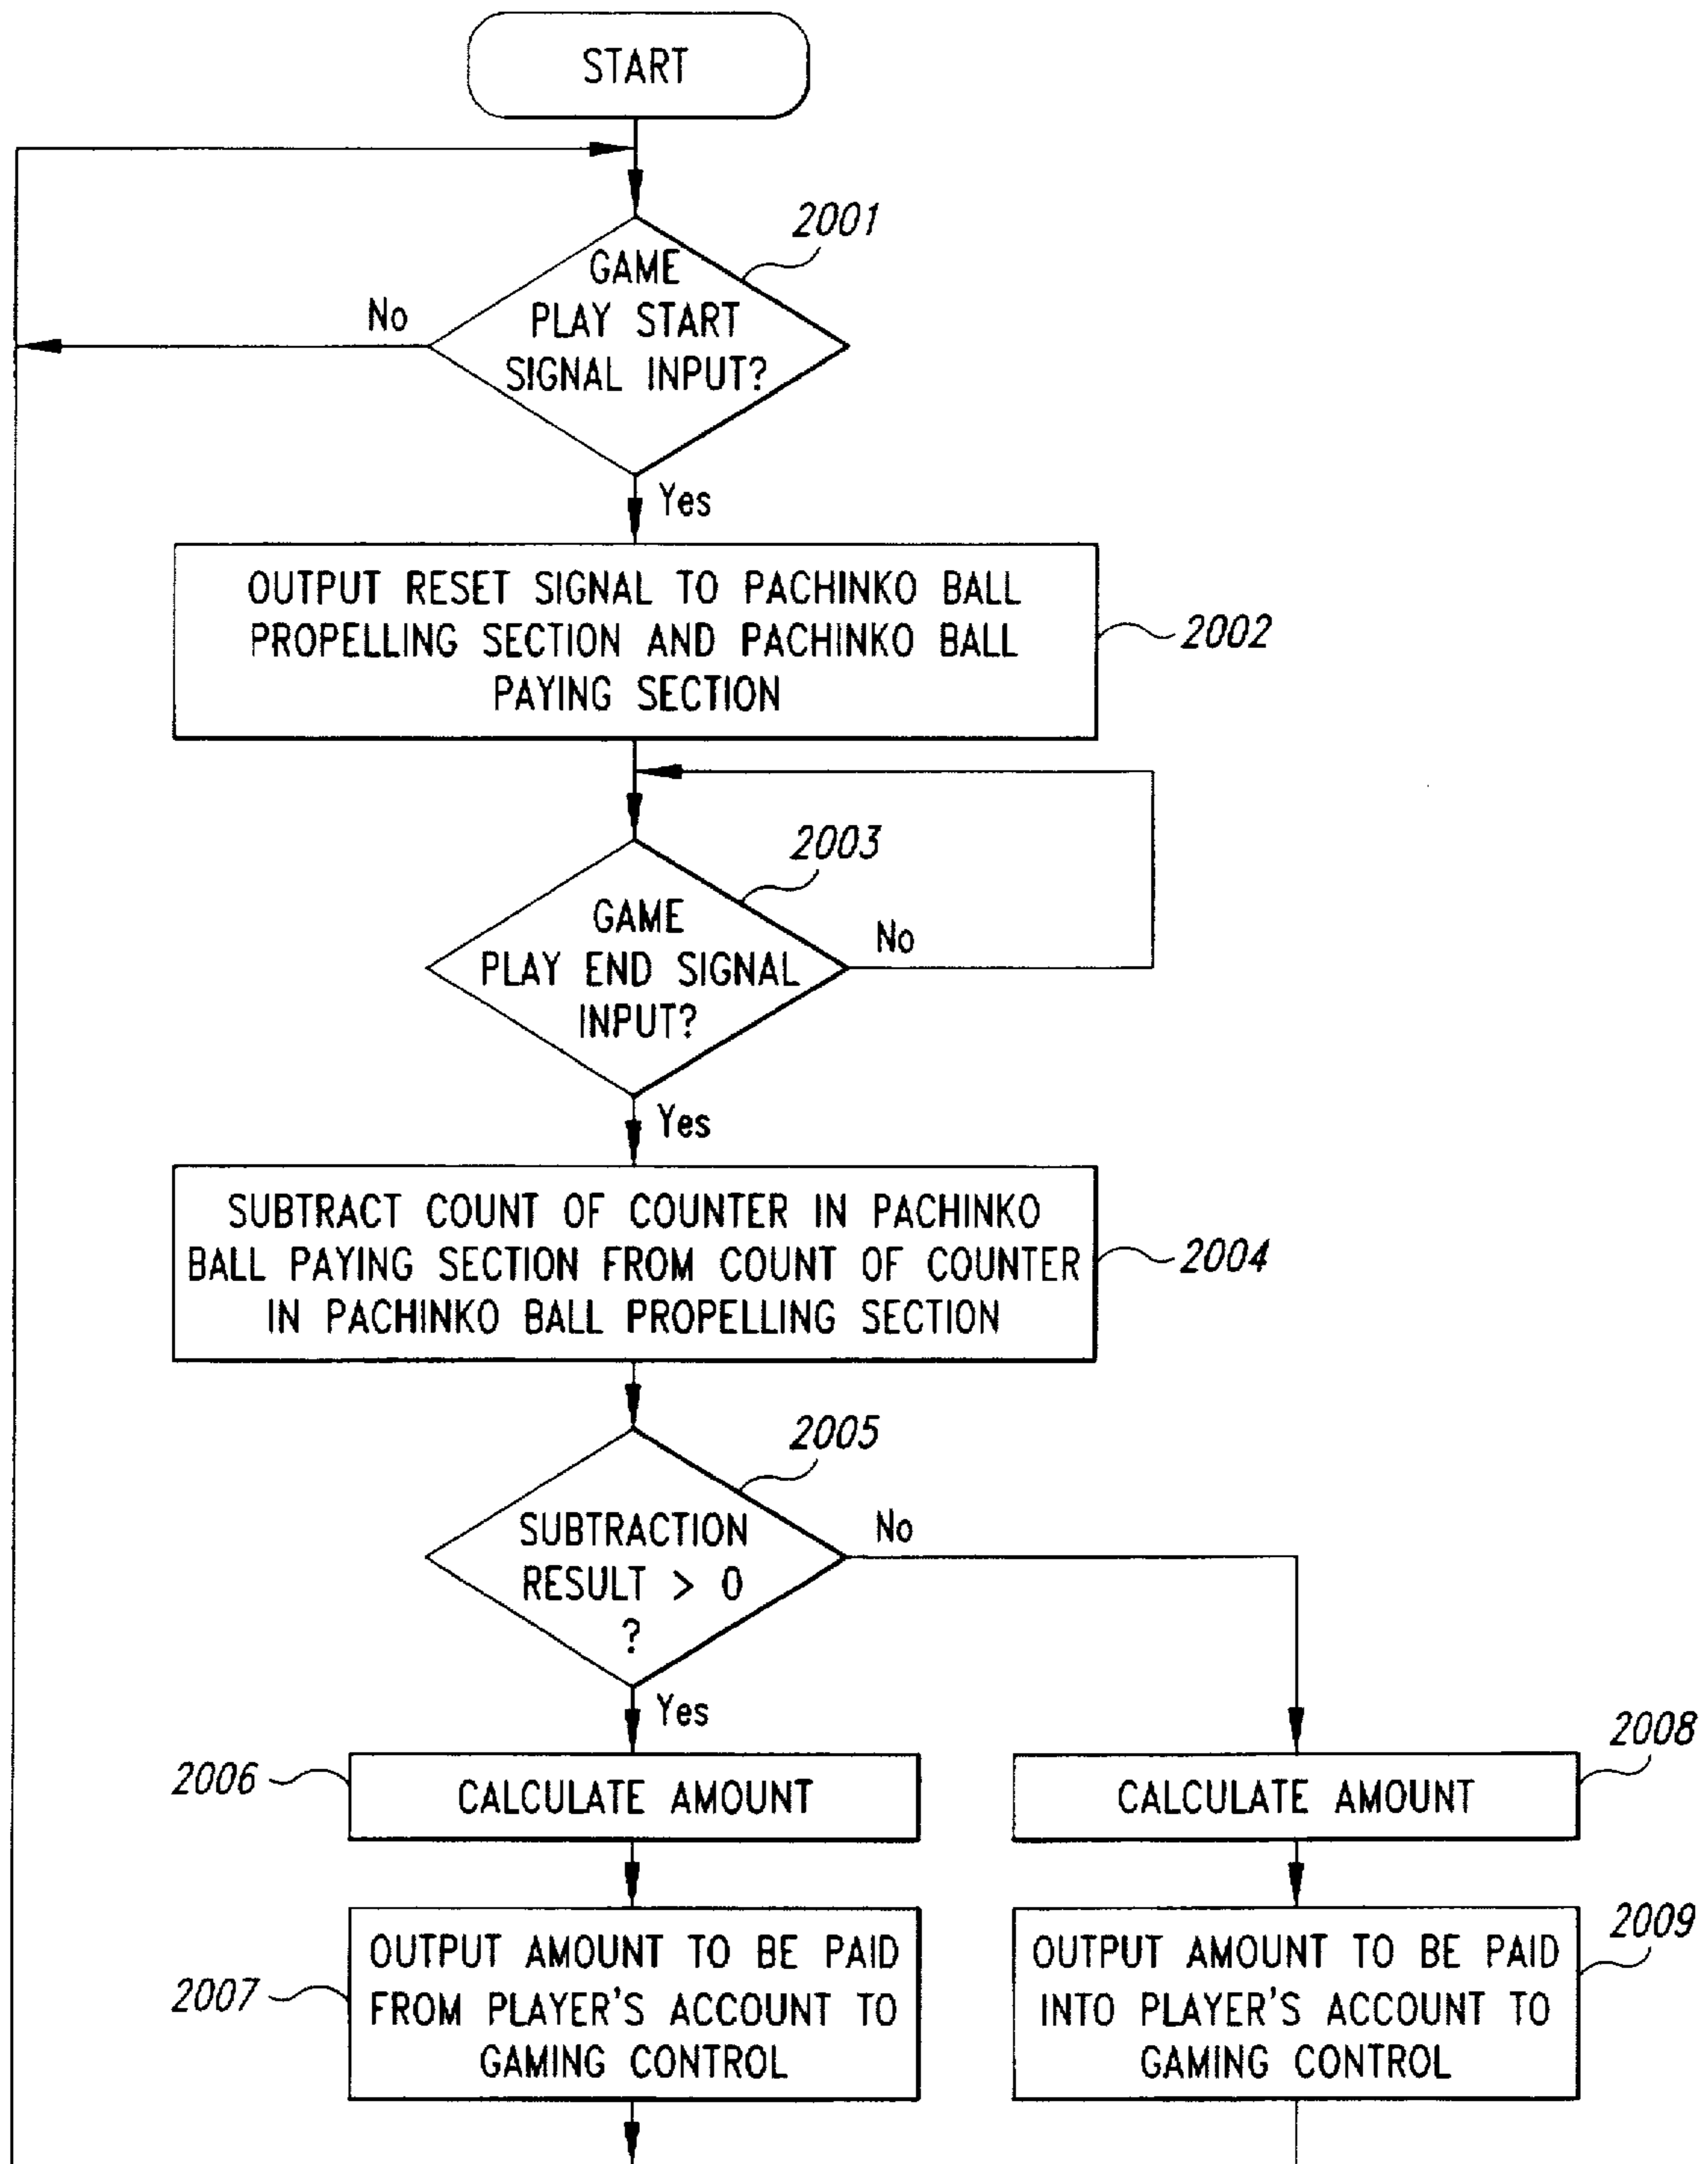 START
2001
GAME
PLAY START
SIGNAL INPUT?
No
Yes
OUTPUT RESET SIGNAL TO PACHINKO BALL
PROPELLING SECTION AND PACHINKO BALL
PAYING SECTION
2002
2003
GAME
PLAY END SIGNAL
INPUT?
No
Yes
SUBTRACT COUNT OF COUNTER IN PACHINKO
BALL PAYING SECTION FROM COUNT OF COUNTER
IN PACHINKO BALL PROPELLING SECTION
2004
2005
SUBTRACTION
RESULT > 0
?
No
Yes
2006
CALCULATE AMOUNT
2008
CALCULATE AMOUNT
2007
OUTPUT AMOUNT TO BE PAID
FROM PLAYER'S ACCOUNT TO
GAMING CONTROL
2009
OUTPUT AMOUNT TO BE PAID
INTO PLAYER'S ACCOUNT TO
GAMING CONTROL